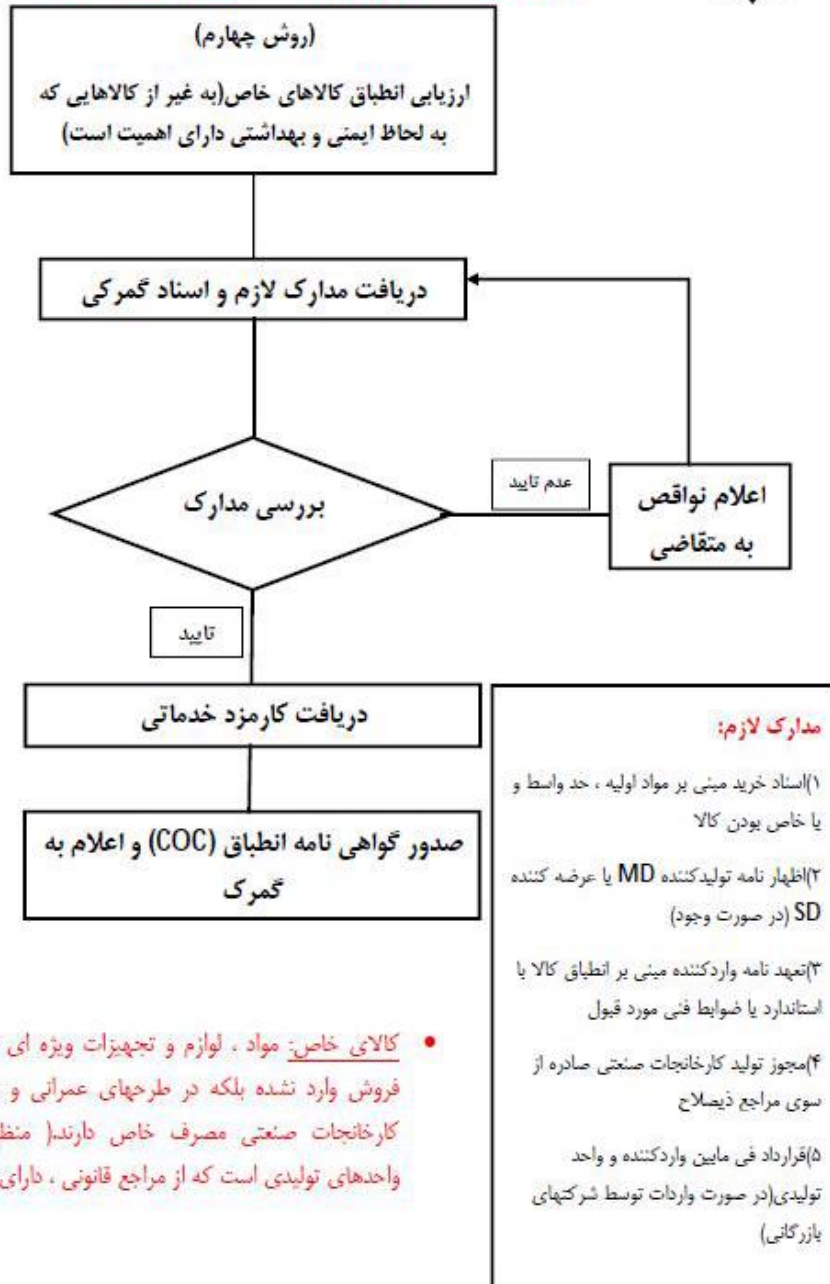 (روش چهارم)
ارزیابی انطباق کالاهای خاص(به غیر از کالاهایی که
به لحاظ ایمنی و بهداشتی دارای اهمیت است)
دریافت مدارک لازم و اسناد گمرکی
بررسی مدارک
عدم تایید
اعلام نواقص
به متقاضی
تایید
دریافت کارمزد خدماتی
صدور گواهی نامه انطباق (COC) و اعلام به
گمرک
مدارک لازم:
۱)اسناد خرید مبنی بر مواد اولیه ، حد واسط و
یا خاص بودن کالا
۲)اظهار نامه تولیدکننده MD یا عرضه کننده
SD (در صورت وجود)
۳)تعهد نامه واردکننده مبنی بر انطباق کالا با
استاندارد یا ضوابط فنی مورد قبول
۴)مجوز تولید کارخانجات صنعتی صادره از
سوی مراجع ذیصلاح
۵)قرارداد فی مابین واردکننده و واحد
تولیدی(در صورت واردات توسط شرکتهای
بازرگانی)
• کالای خاص: مواد ، لوازم و تجهیزات ویژه ای
فروش وارد نشده بلکه در طرحهای عمرانی و
کارخانجات صنعتی مصرف خاص دارند.(
واحدهای تولیدی است که از مراجع قانونی ، دارای